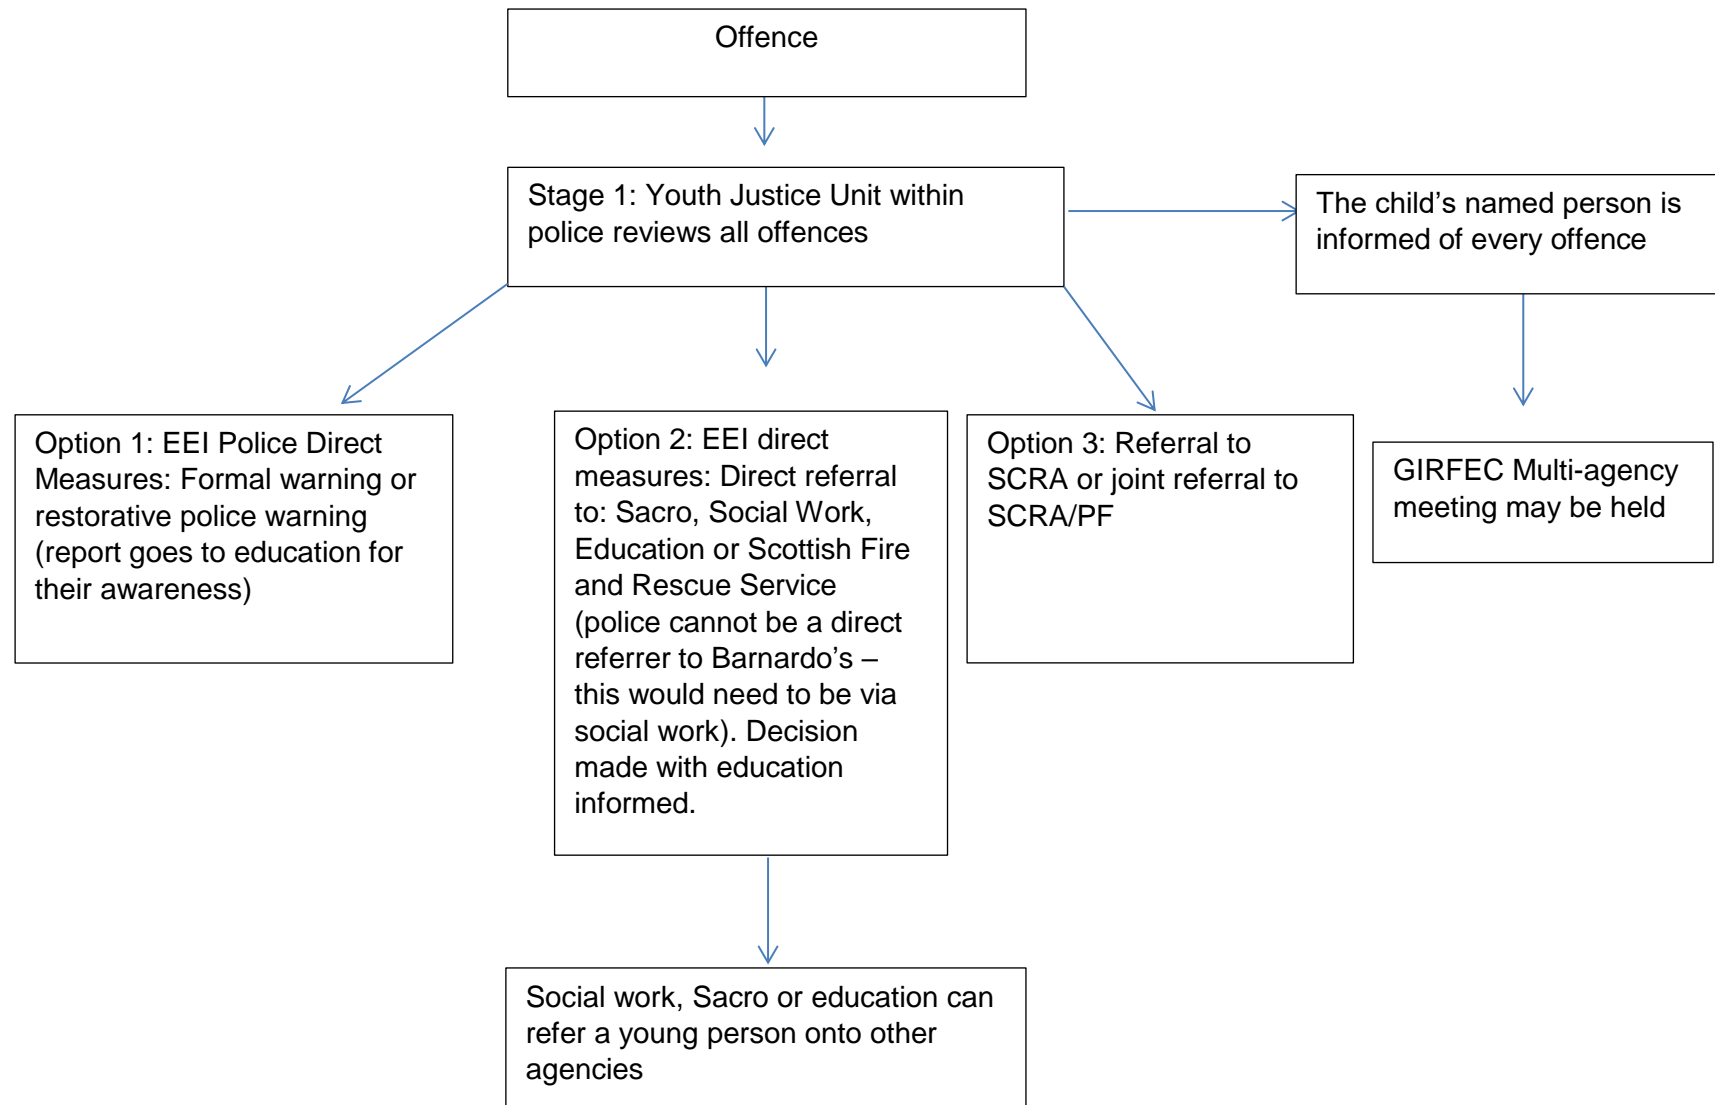 Offence
Stage 1: Youth Justice Unit within
police reviews all offences
The child’s named person is
informed of every offence
Option 1: EEI Police Direct
Measures: Formal warning or
restorative police warning
(report goes to education for
their awareness)
Option 2: EEI direct
measures: Direct referral
to: Sacro, Social Work,
Education or Scottish Fire
and Rescue Service
(police cannot be a direct
referrer to Barnardo’s –
this would need to be via
social work). Decision
made with education
informed.
Option 3: Referral to
SCRA or joint referral to
SCRA/PF
GIRFEC Multi-agency
meeting may be held
Social work, Sacro or education can
refer a young person onto other
agencies